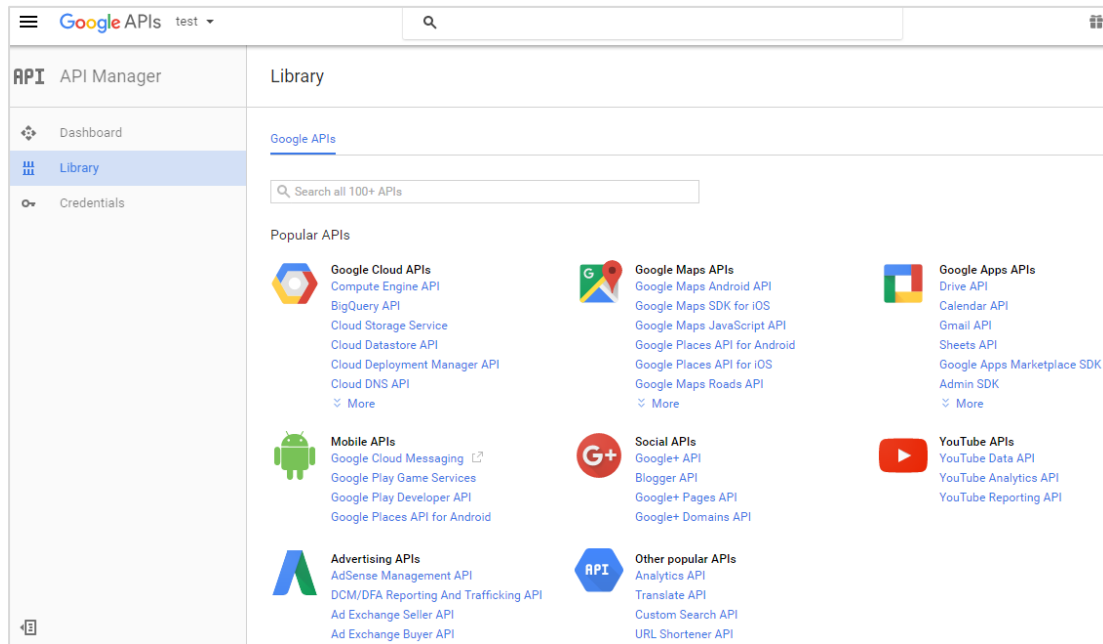 Google APIs test
API API Manager
Library
Dashboard
Library
Credentials
Google APIs
Search all 100+ APIs
Popular APIs
Google Cloud APIs
Compute Engine API
BigQuery API
Cloud Storage Service
Cloud Datastore API
Cloud Deployment Manager API
Cloud DNS API
More
G
Google Maps APIs
Google Maps Android API
Google Maps SDK for iOS
Google Maps JavaScript API
Google Places API for Android
Google Places API for iOS
Google Maps Roads API
More
Google Apps APIs
Drive API
Calendar API
Gmail API
Sheets API
Google Apps Marketplace SDK
Admin SDK
More
Mobile APIs
Google Cloud Messaging
Google Play Game Services
Google Play Developer API
Google Places API for Android
G+
Social APIs
Google+ API
Blogger API
Google+ Pages API
Google+ Domains API
YouTube APIs
YouTube Data API
YouTube Analytics API
YouTube Reporting API
Advertising APIs
AdSense Management API
DCM/DFA Reporting And Trafficking API
Ad Exchange Seller API
Ad Exchange Buyer API
API
Other popular APIs
Analytics API
Translate API
Custom Search API
URL Shortener API